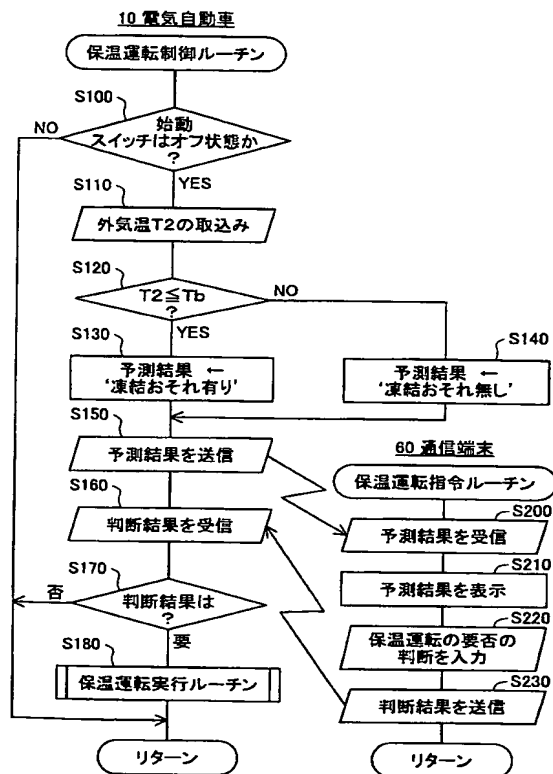 10 電気自動車
保温運転制御ルーチン
S100
始動
スイッチはオフ状態か
?
NO
YES
S110
外気温T2の取込み
S120
T2≦Tb
?
NO
YES
S130
予測結果 ←
‘凍結おそれ有り’
S140
予測結果 ←
‘凍結おそれ無し’
S150
予測結果を送信
S160
判断結果を受信
S170
判断結果は
?
否
要
S180
保温運転実行ルーチン
リターン
60 通信端末
保温運転指令ルーチン
S200
予測結果を受信
S210
予測結果を表示
S220
保温運転の要否の
判断を入力
S230
判断結果を送信
リターン